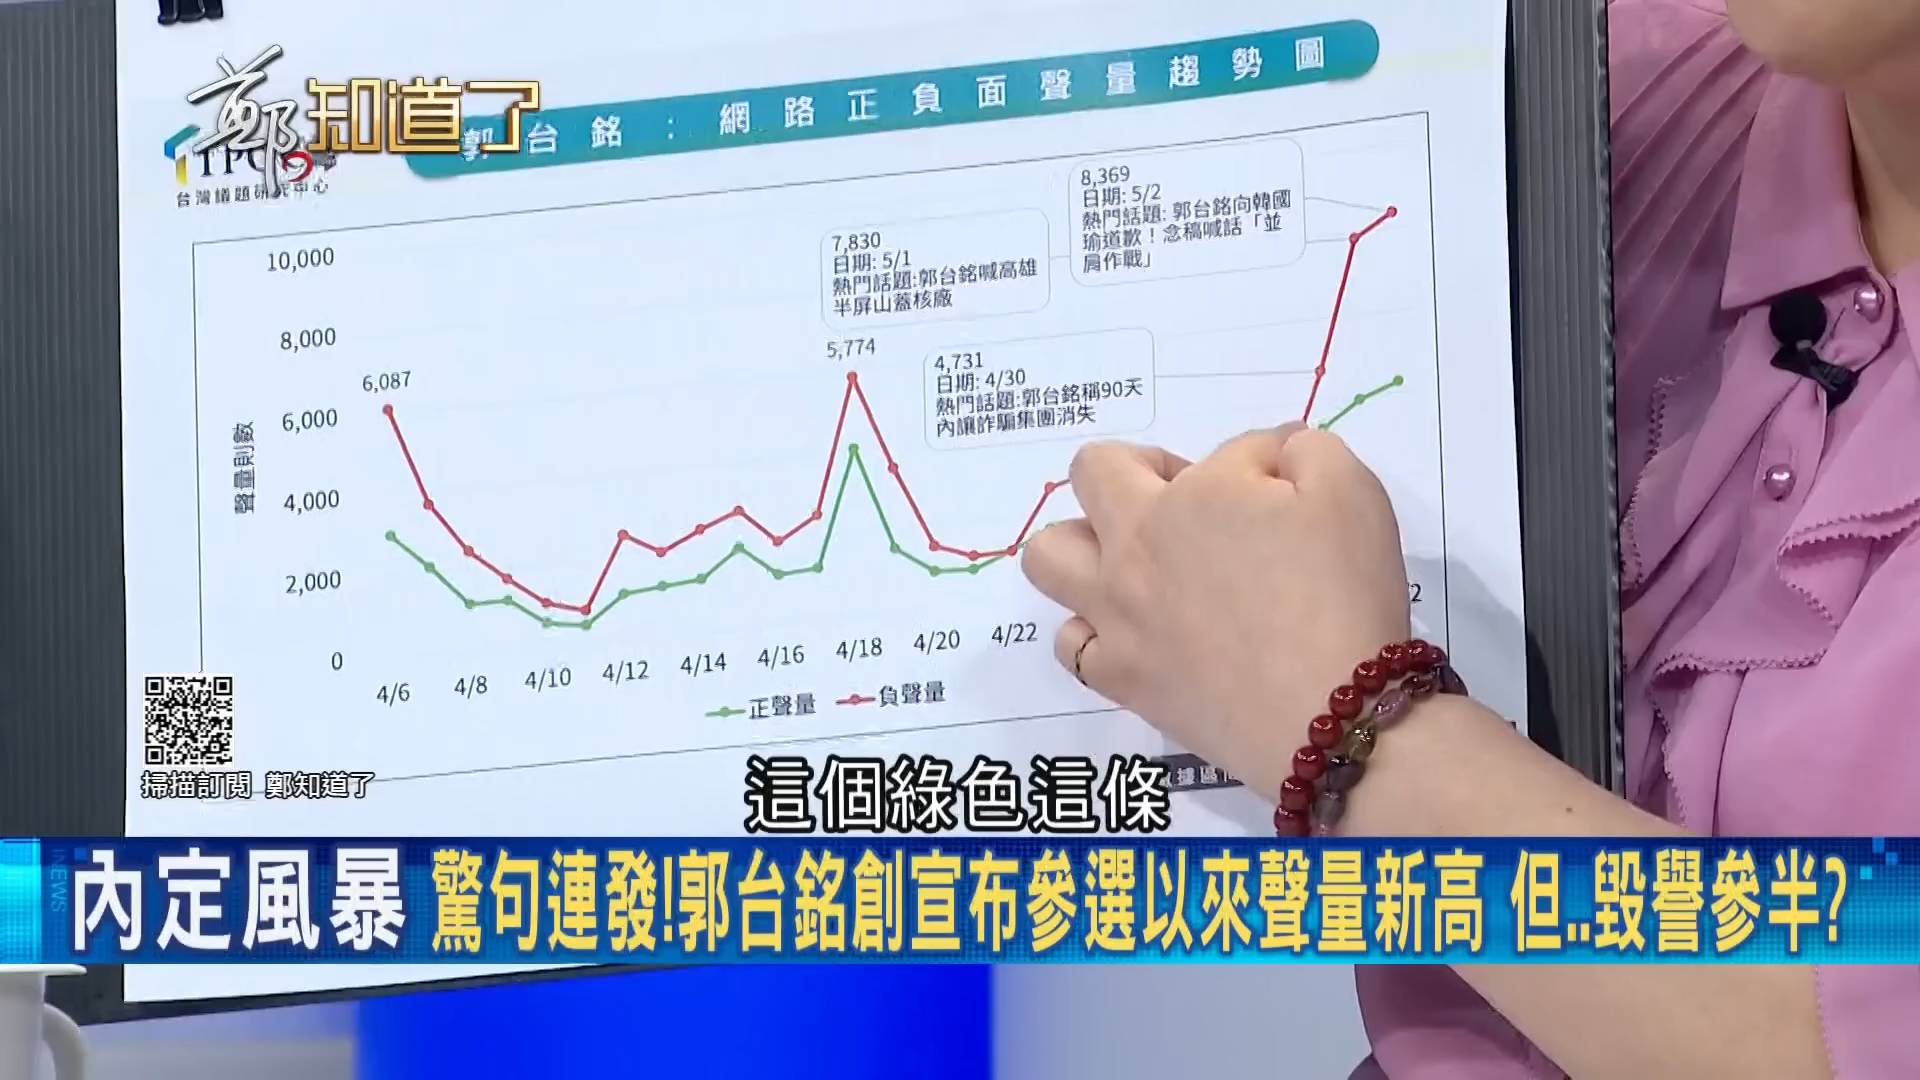 鄭知道了
郭台銘：網路正負面聲量趨勢圖
台灣議題研究中心
8,369
日期: 5/2
熱門話題: 郭台銘向韓國
瑜道歉！念稿喊話「並
肩作戰」
7,830
日期: 5/1
熱門話題:郭台銘喊高雄
半屏山蓋核廠
4,731
日期: 4/30
熱門話題:郭台銘稱90天
內讓詐騙集團消失
5,774
6,087
聲量則數
10,000
8,000
6,000
4,000
2,000
0
4/6 4/8 4/10 4/12 4/14 4/16 4/18 4/20 4/22
正聲量 負聲量
掃描訂閱 鄭知道了
這個綠色這條
INEWS
內定風暴 驚句連發!郭台銘創宣布參選以來聲量新高 但..毀譽參半?